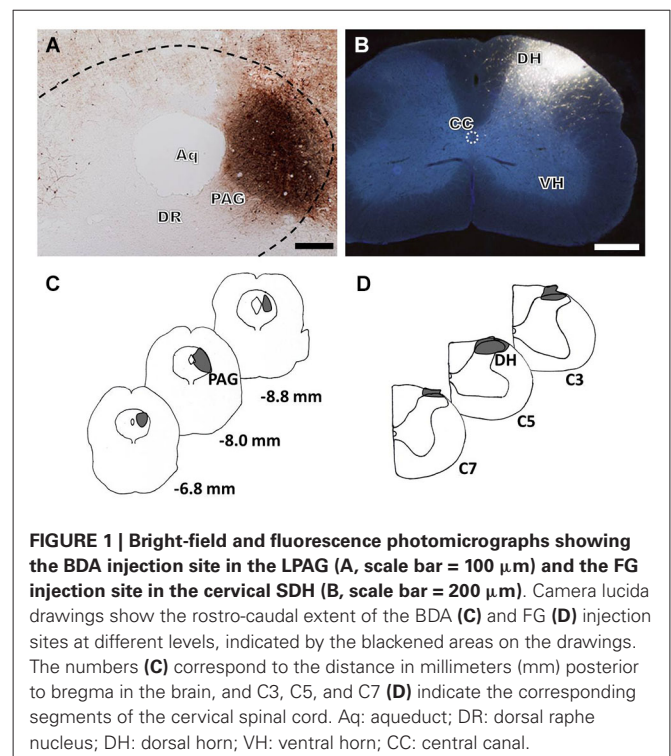 A
Aq
PAG
DR
B
DH
CC
VH
C
PAG
-8.8 mm
-8.0 mm
-6.8 mm
D
DH
C3
C5
C7
FIGURE 1 | Bright-field and fluorescence photomicrographs showing
the BDA injection site in the LPAG (A, scale bar = 100 μm) and the FG
injection site in the cervical SDH (B, scale bar = 200 μm). Camera lucida
drawings show the rostro-caudal extent of the BDA (C) and FG (D) injection
sites at different levels, indicated by the blackened areas on the drawings.
The numbers (C) correspond to the distance in millimeters (mm) posterior
to bregma in the brain, and C3, C5, and C7 (D) indicate the corresponding
segments of the cervical spinal cord. Aq: aqueduct; DR: dorsal raphe
nucleus; DH: dorsal horn; VH: ventral horn; CC: central canal.